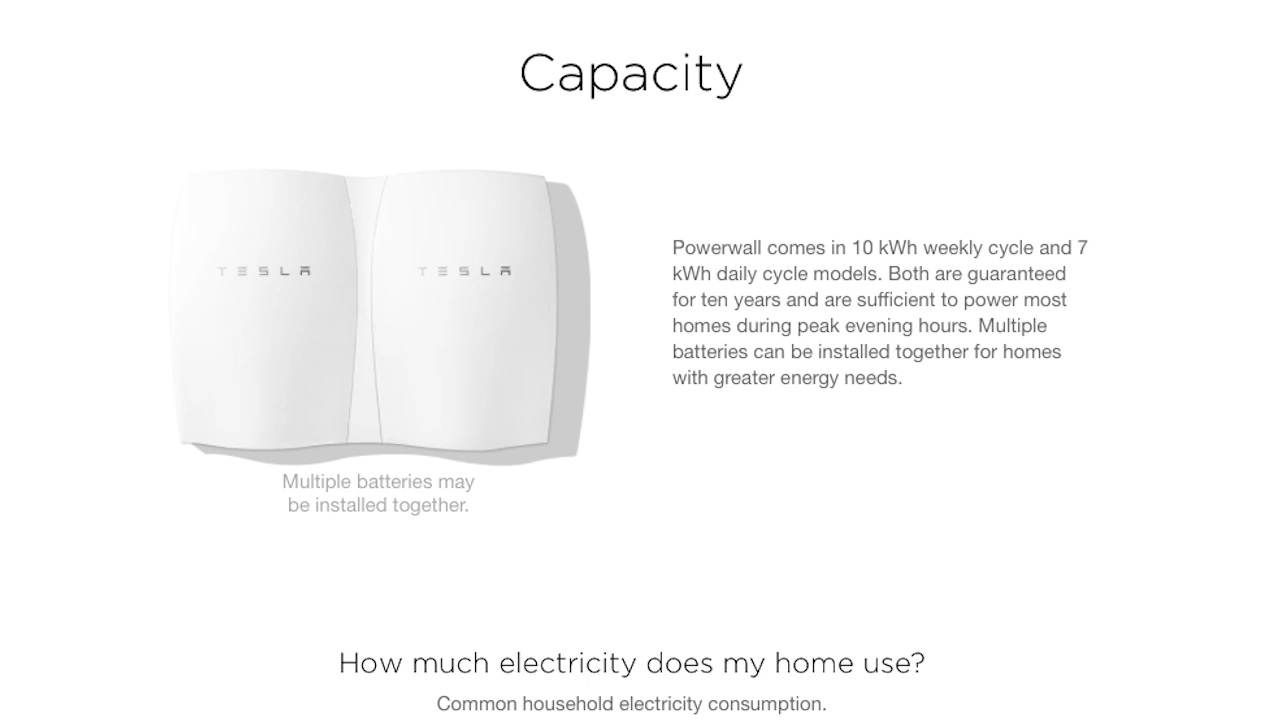 Capacity
TESLA TESLA
Powerwall comes in 10 kWh weekly cycle and 7
kWh daily cycle models. Both are guaranteed
for ten years and are sufficient to power most
homes during peak evening hours. Multiple
batteries can be installed together for homes
with greater energy needs.
Multiple batteries may
be installed together.
How much electricity does my home use?
Common household electricity consumption.